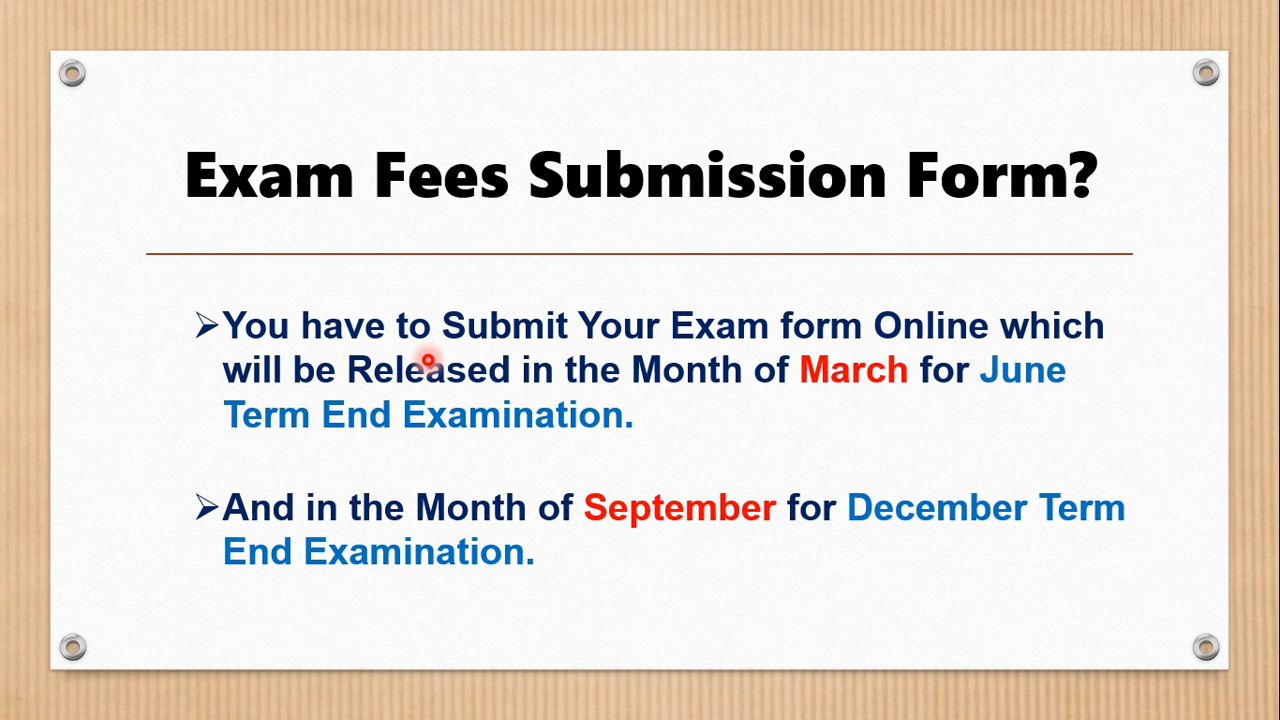 Exam Fees Submission Form?
➢You have to Submit Your Exam form Online which
will be Released in the Month of March for June
Term End Examination.
➢And in the Month of September for December Term
End Examination.